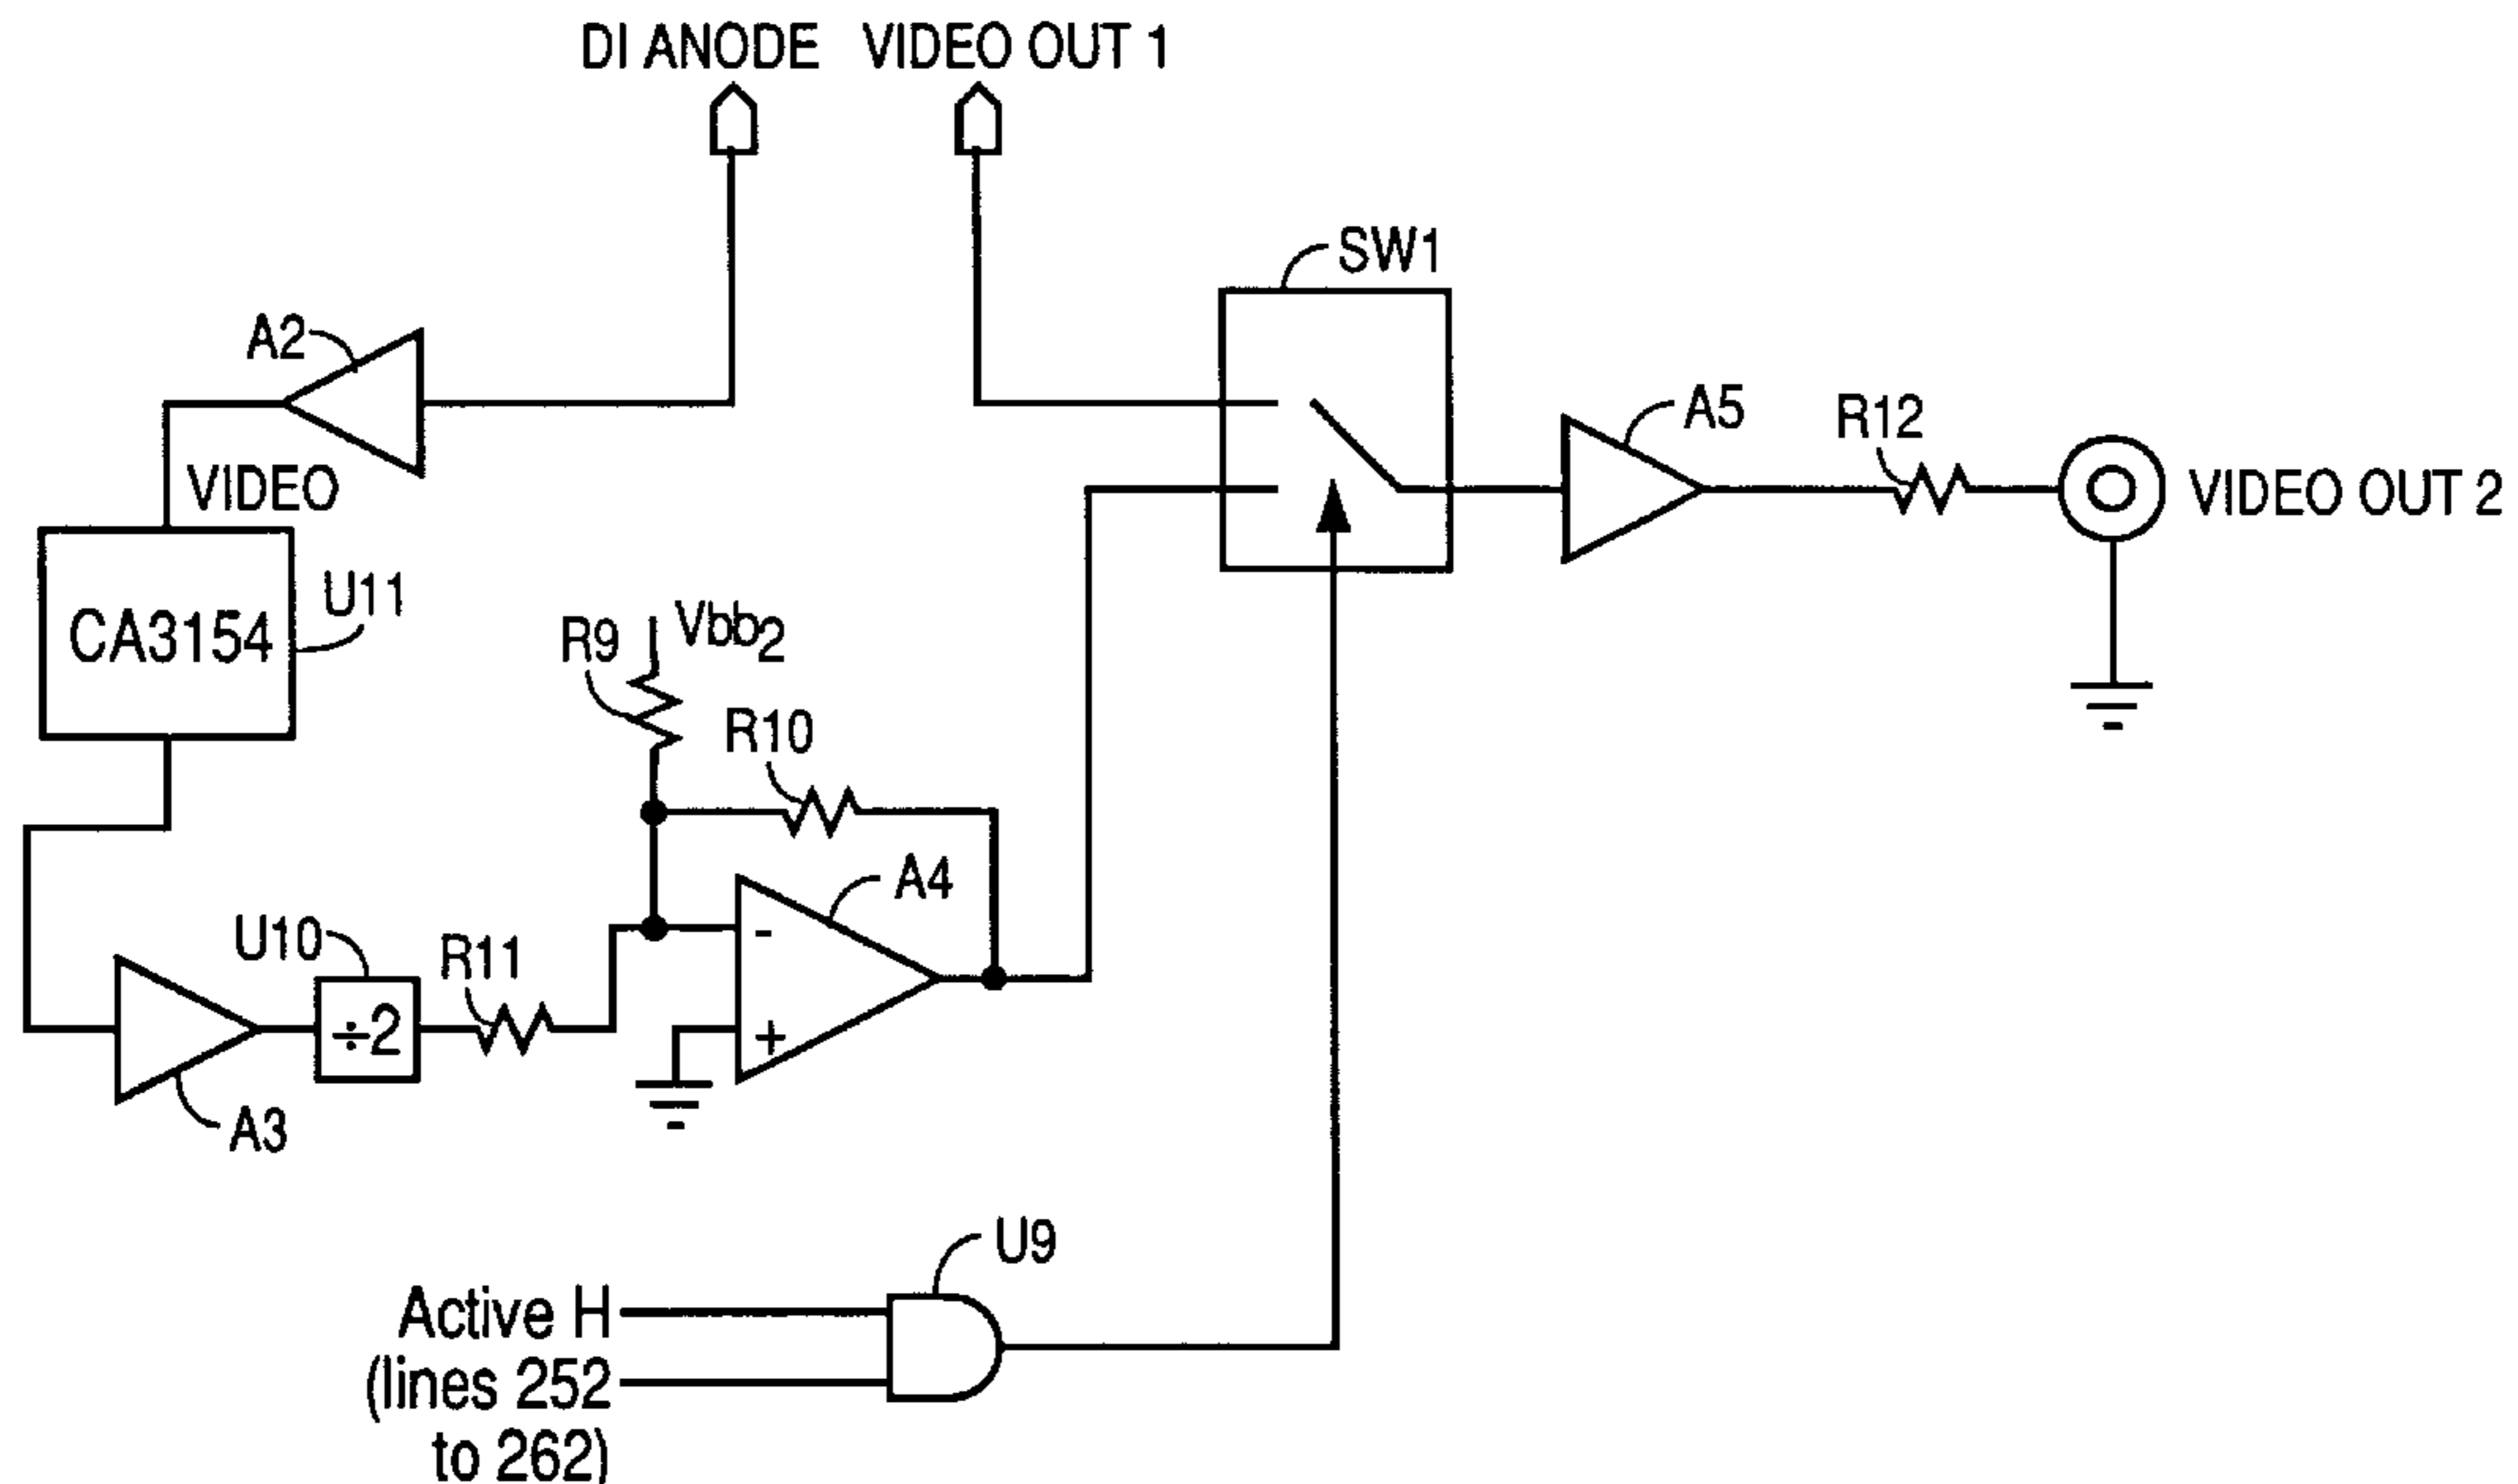 DI ANODE
VIDEO OUT 1
SW1
A2
A5
R12
VIDEO
VIDEO OUT 2
U11
CA3154
Vbb2
R9
R10
A4
U10
R11
-
÷2
+
A3
U9
Active H
(lines 252
to 262)